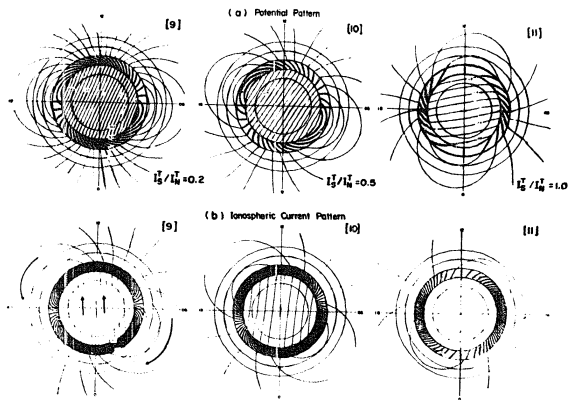 (a) Potential Pattern
[9] [10] [11]
I_S^T/I_N^T=0.2 I_S^T/I_N^T=0.5 I_S^T/I_N^T=1.0
(b) Ionospheric Current Pattern
[9] [10] [11]